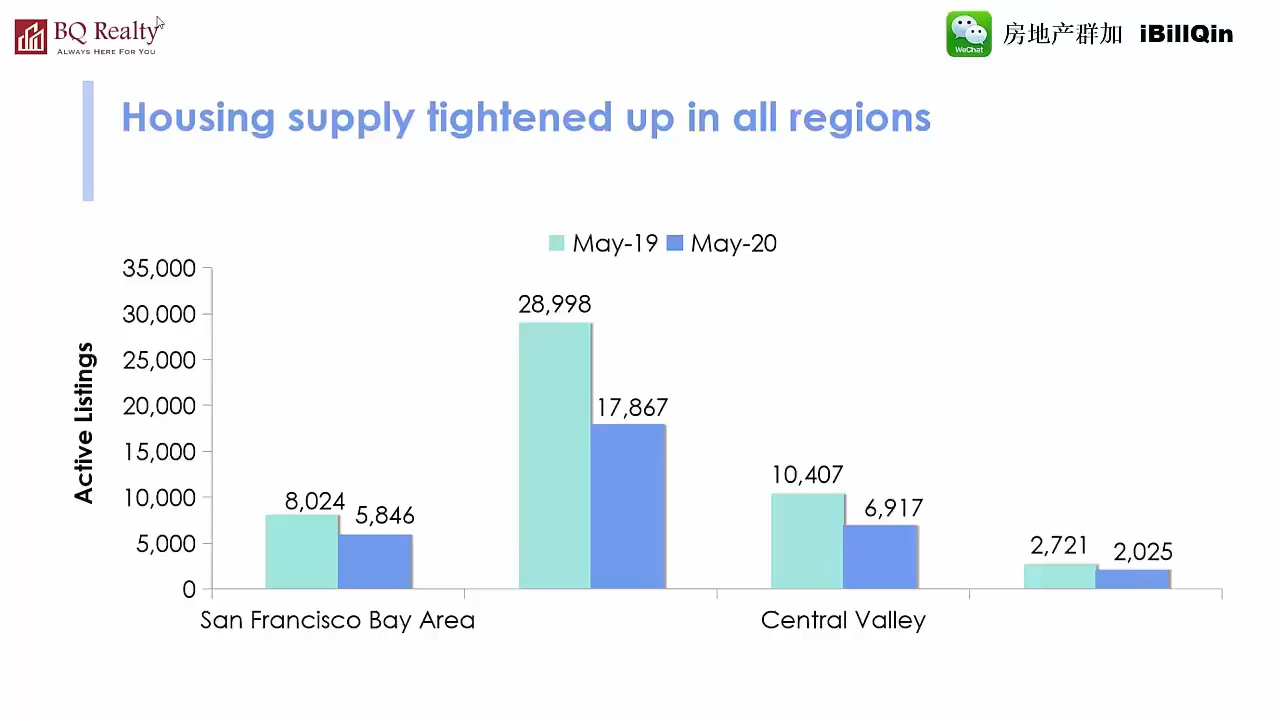 BQ Realty
ALWAYS HERE FOR YOU
WeChat
房地产群加 iBillQin
Housing supply tightened up in all regions
May-19 May-20
Active Listings
35,000
30,000
25,000
20,000
15,000
10,000
5,000
0
8,024
5,846
28,998
17,867
10,407
6,917
2,721
2,025
San Francisco Bay Area
Central Valley